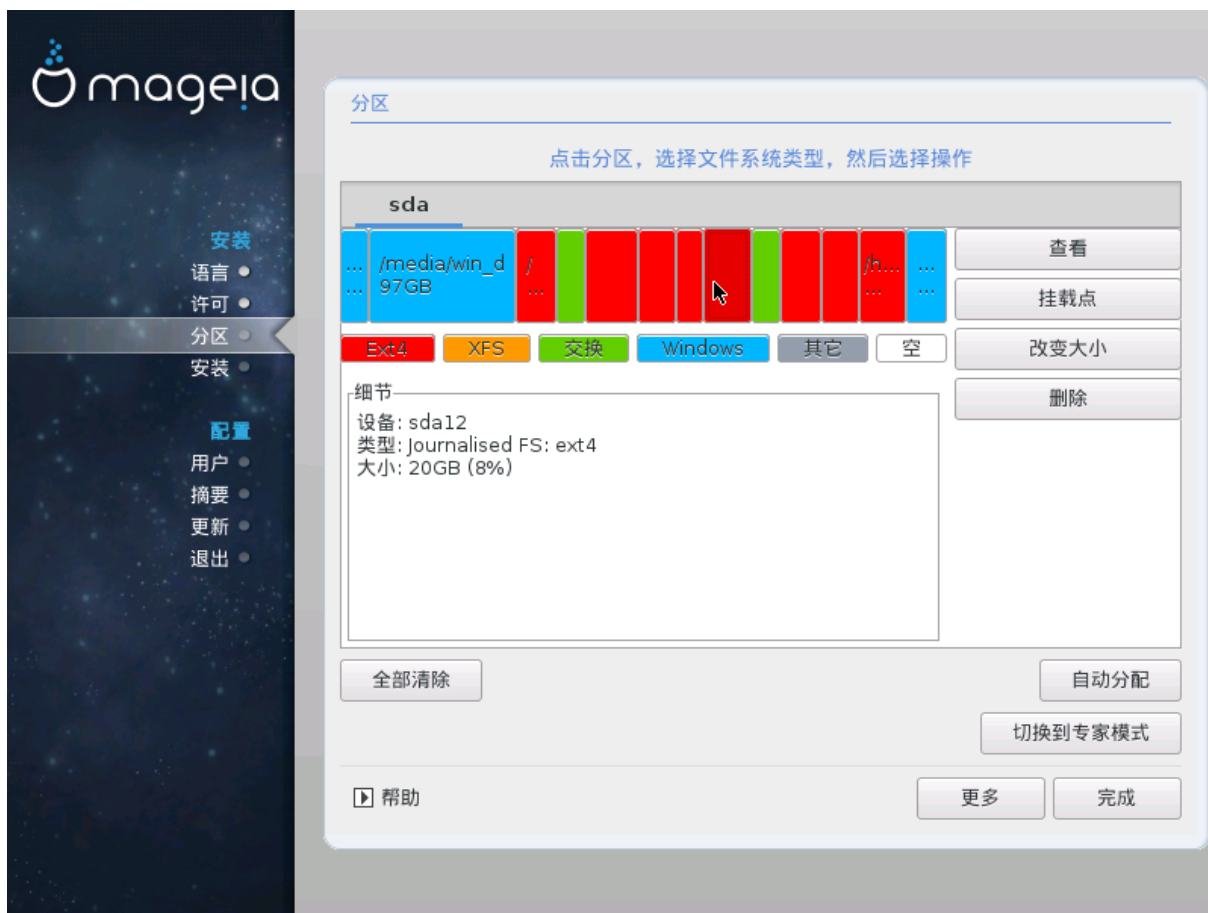 mageia
安装
语言
许可
分区
安装
配置
用户
摘要
更新
退出
分区
点击分区，选择文件系统类型，然后选择操作
sda
...
...
/media/win_d
97GB
/
...
/h...
...
...
...
Ext4 XFS 交换 Windows 其它 空
细节
设备: sda12
类型: Journalised FS: ext4
大小: 20GB (8%)
查看
挂载点
改变大小
删除
全部清除
自动分配
切换到专家模式
帮助
更多
完成